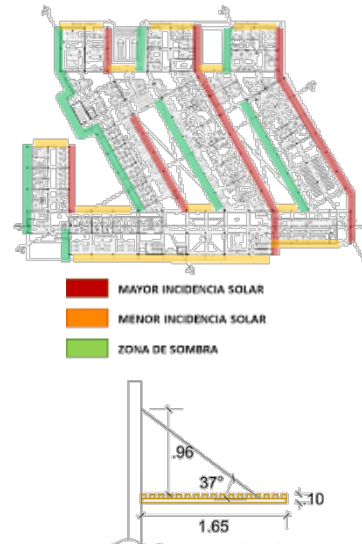 MAYOR INCIDENCIA SOLAR
MENOR INCIDENCIA SOLAR
ZONA DE SOMBRA
.96
37°
.10
1.65